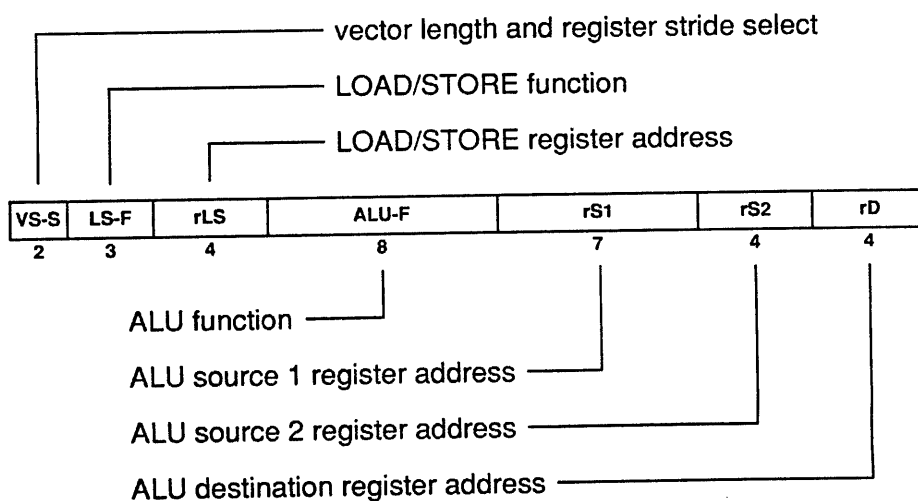 vector length and register stride select
LOAD/STORE function
LOAD/STORE register address
VS-S LS-F rLS ALU-F rS1 rS2 rD
2 3 4 8 7 4 4
ALU function
ALU source 1 register address
ALU source 2 register address
ALU destination register address